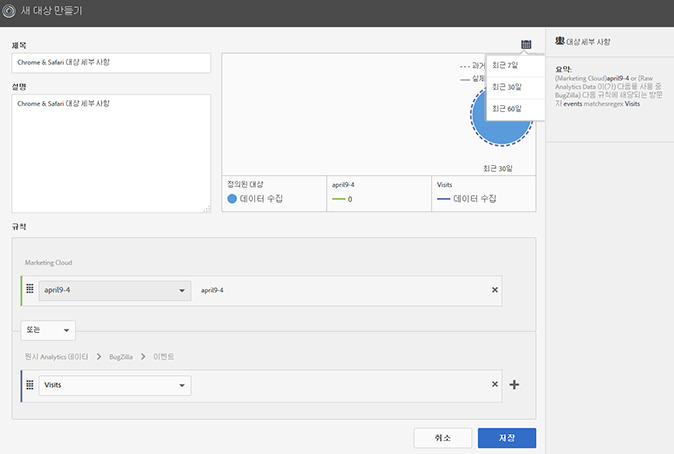 새 대상 만들기
제목
Chrome & Safari 대상 세부 사항
설명
Chrome & Safari 대상 세부 사항
과거
실제
최근 7일
최근 30일
최근 60일
최근 30일
정의된 대상
데이터 수집
april9-4
0
Visits
데이터 수집
규칙
Marketing Cloud
april9-4
april9-4
또는
원시 Analytics 데이터 > BugZilla > 이벤트
Visits
취소
저장
대상 세부 사항
요약:
(Marketing Cloud)april9-4 or (Raw
Analytics Data 이(가) 다음을 사용 중
BugZilla) 다음 규칙에 해당되는 방문
자 events matchesregex Visits